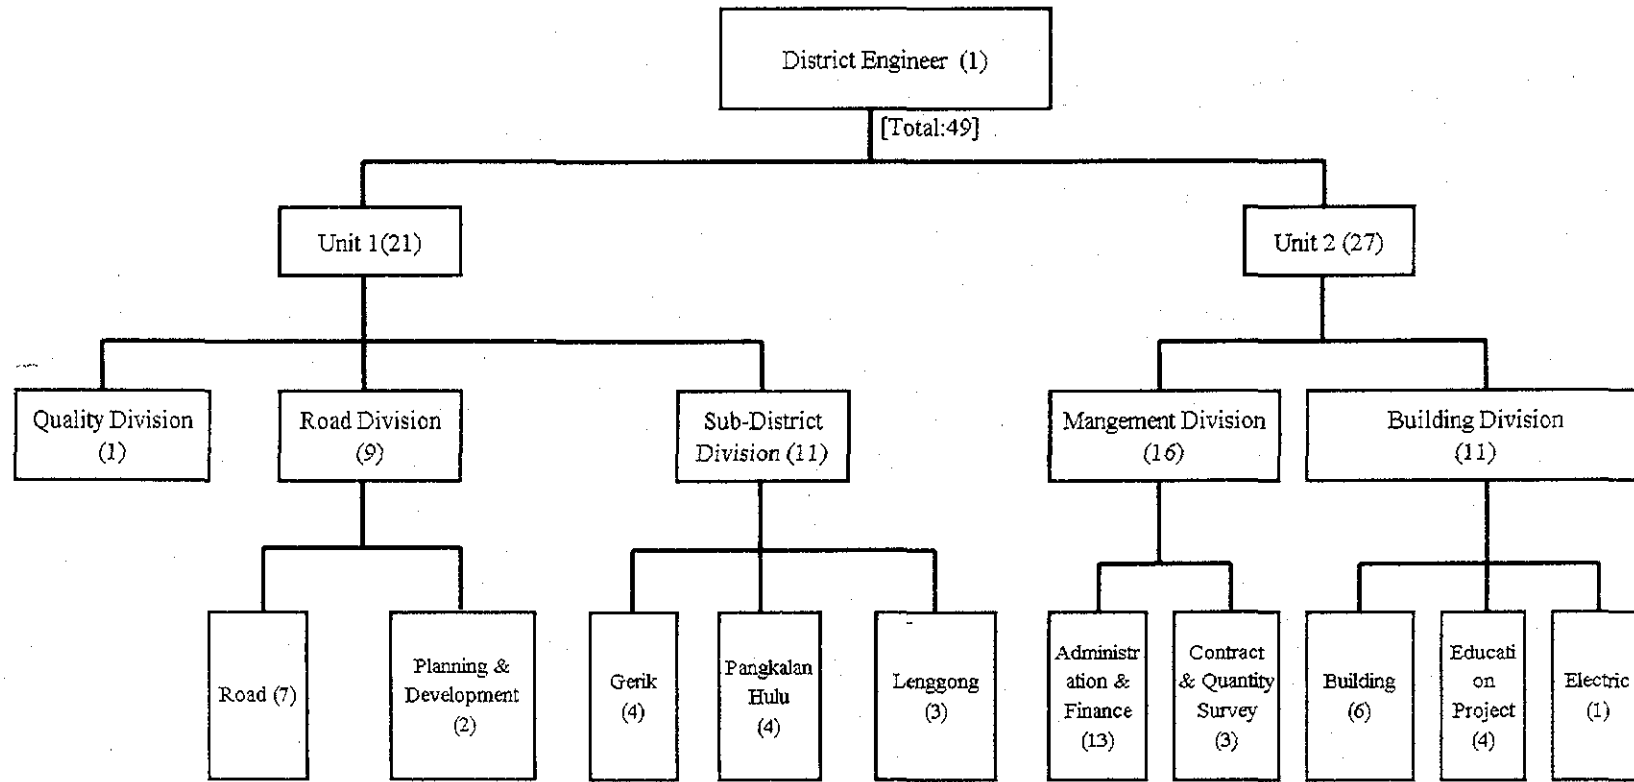 District Engineer (1)
[Total:49]
Unit 1(21)
Unit 2 (27)
Quality Division
(1)
Road Division
(9)
Sub-District
Division (11)
Mangement Division
(16)
Building Division
(11)
Road (7)
Planning &
Development
(2)
Gerik
(4)
Pangkalan
Hulu
(4)
Lenggong
(3)
Administr
ation &
Finance
(13)
Contract
& Quantity
Survey
(3)
Building
(6)
Educati
on
Project
(4)
Electric
(1)